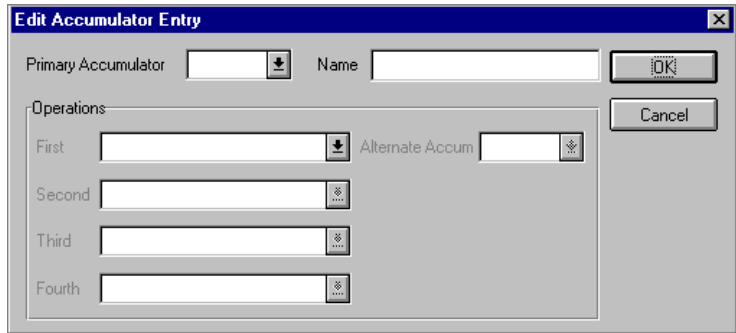 Edit Accumulator Entry
Primary Accumulator Name OK
Operations Cancel
First Alternate Accum
Second
Third
Fourth